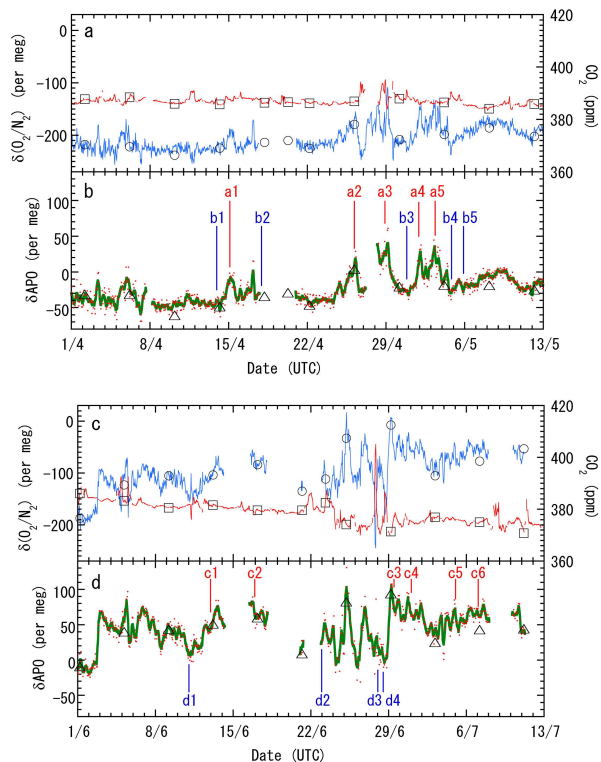 420
0
a
δ(O₂/N₂) (per meg)
-100
400
CO₂ (ppm)
380
-200
360
b
a1
a2
a3
a4
a5
100
b1
b2
b3
b4
b5
δAPO (per meg)
50
0
-50
1/4
8/4
15/4
22/4
29/4
6/5
13/5
Date (UTC)
420
0
c
δ(O₂/N₂) (per meg)
400
CO₂ (ppm)
-100
380
-200
360
d
c1
c2
c3
c4
c5
c6
100
δAPO (per meg)
50
0
d1
d2
d3
d4
-50
1/6
8/6
15/6
22/6
29/6
6/7
13/7
Date (UTC)